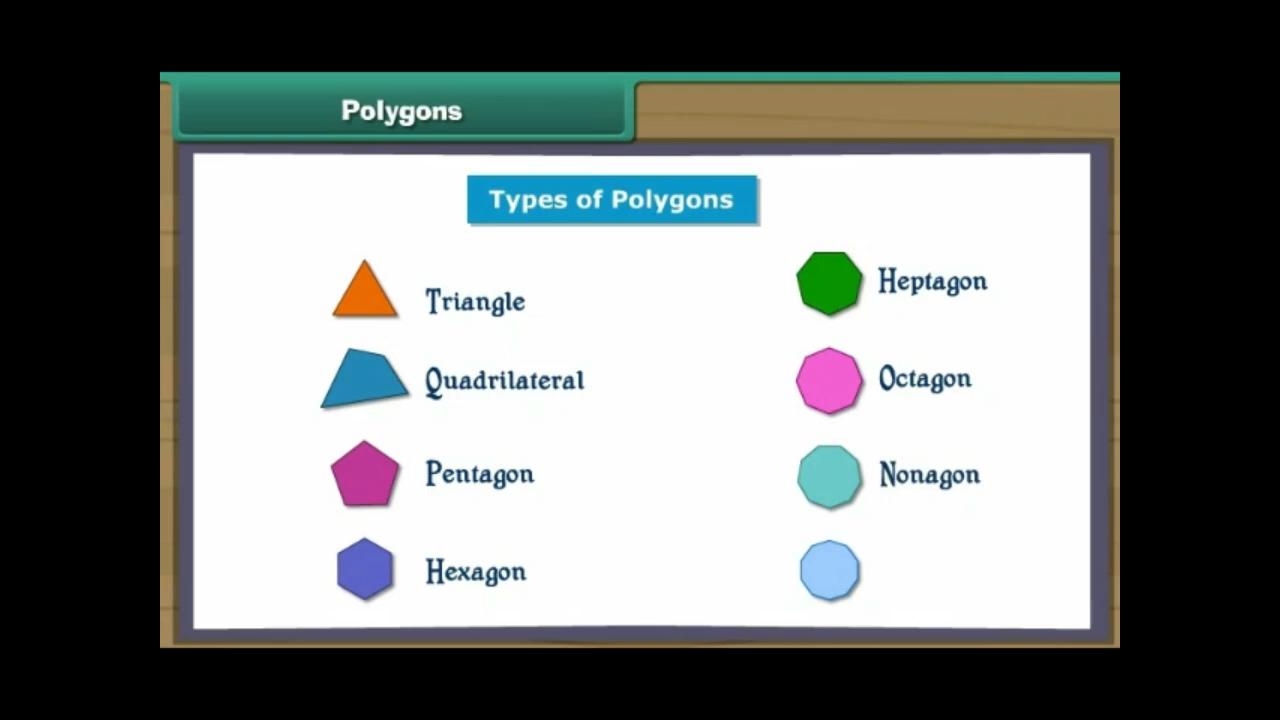 Polygons
Types of Polygons
Triangle
Quadrilateral
Pentagon
Hexagon
Heptagon
Octagon
Nonagon